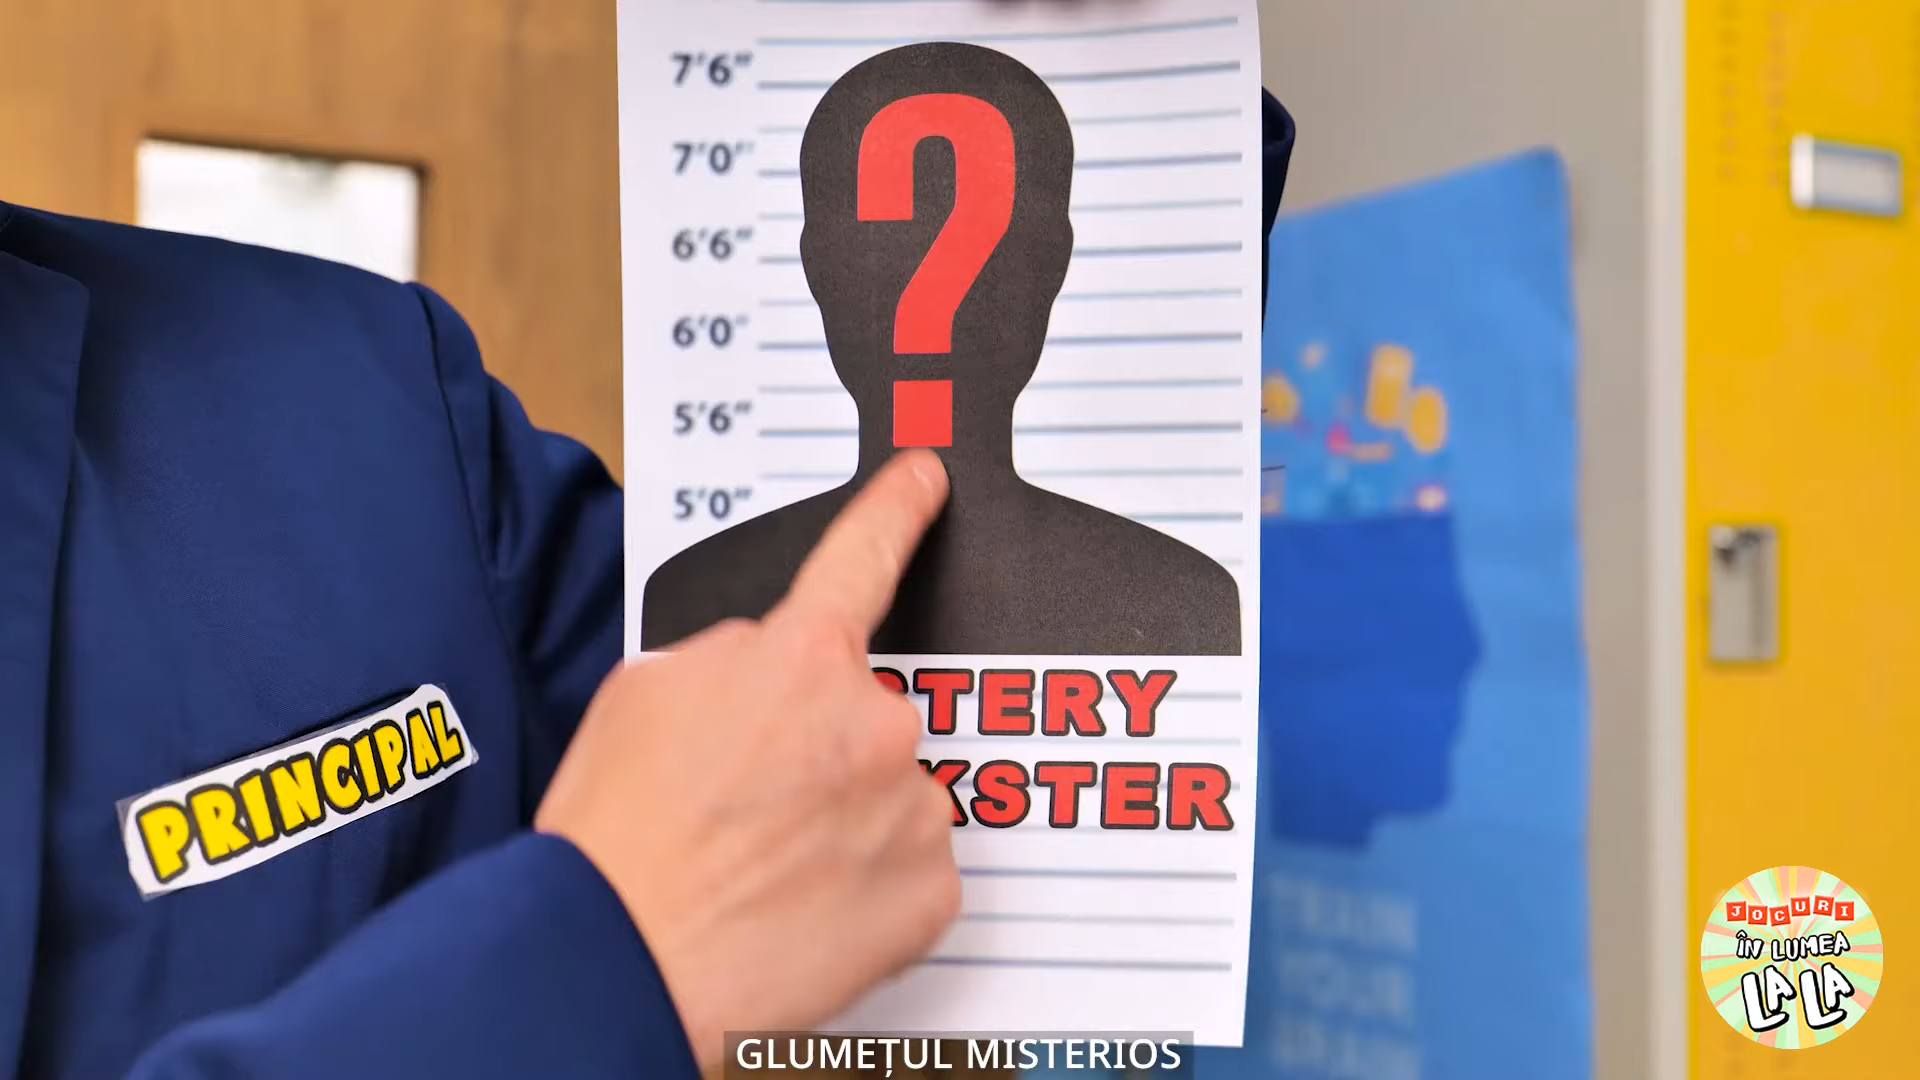 7'6"
7'0"
6'6"
6'0"
5'6"
5'0"
STERY
KSTER
PRINCIPAL
JOCURI
ÎN LUMEA
LA LA
GLUMEȚUL MISTERIOS